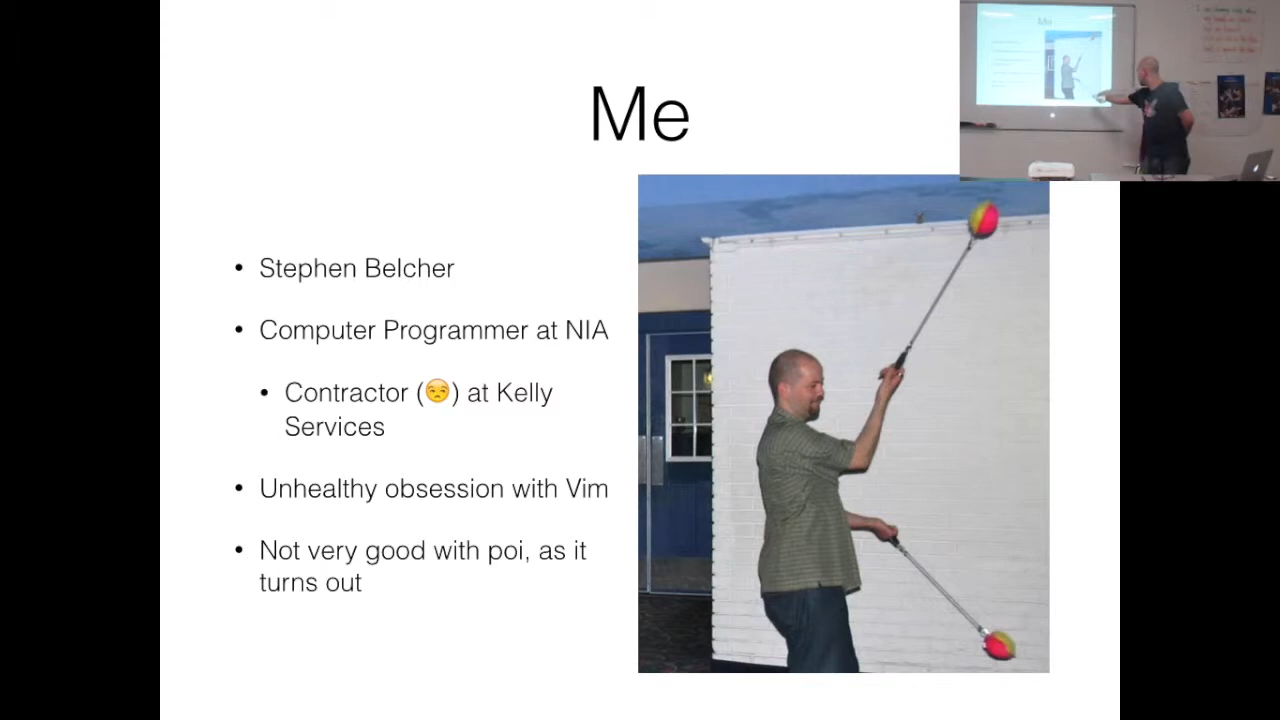 Me
• Stephen Belcher
• Computer Programmer at NIA
• Contractor (😒) at Kelly
Services
• Unhealthy obsession with Vim
• Not very good with poi, as it
turns out